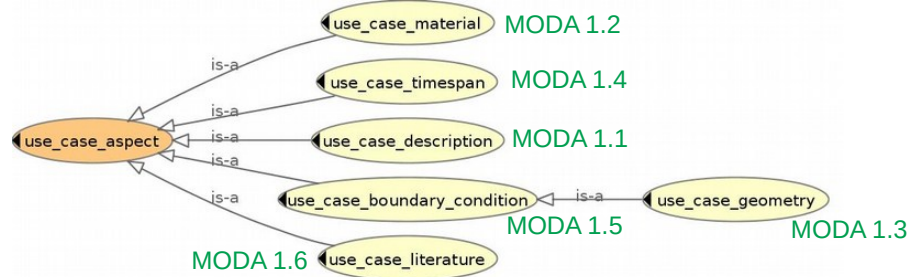 use_case_material MODA 1.2
is-a
use_case_timespan MODA 1.4
is-a
use_case_aspect is-a use_case_description MODA 1.1
is-a
is-a
use_case_boundary_condition is-a use_case_geometry
MODA 1.5
MODA 1.3
MODA 1.6 use_case_literature